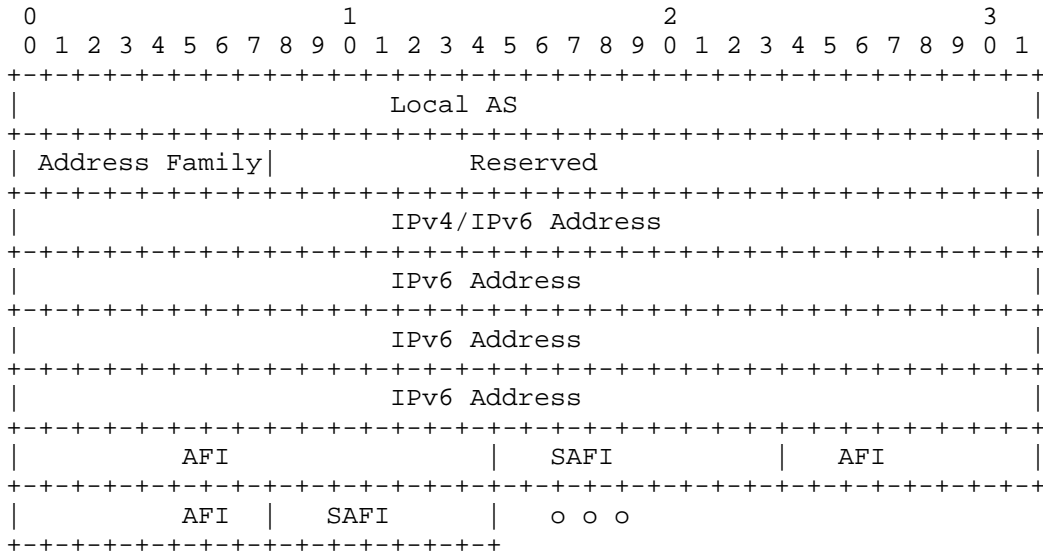 0                   1                   2                   3
 0 1 2 3 4 5 6 7 8 9 0 1 2 3 4 5 6 7 8 9 0 1 2 3 4 5 6 7 8 9 0 1
+-+-+-+-+-+-+-+-+-+-+-+-+-+-+-+-+-+-+-+-+-+-+-+-+-+-+-+-+-+-+-+-+
|                       Local AS                                |
+-+-+-+-+-+-+-+-+-+-+-+-+-+-+-+-+-+-+-+-+-+-+-+-+-+-+-+-+-+-+-+-+
| Address Family|            Reserved                           |
+-+-+-+-+-+-+-+-+-+-+-+-+-+-+-+-+-+-+-+-+-+-+-+-+-+-+-+-+-+-+-+-+
|                       IPv4/IPv6 Address                       |
+-+-+-+-+-+-+-+-+-+-+-+-+-+-+-+-+-+-+-+-+-+-+-+-+-+-+-+-+-+-+-+-+
|                       IPv6 Address                            |
+-+-+-+-+-+-+-+-+-+-+-+-+-+-+-+-+-+-+-+-+-+-+-+-+-+-+-+-+-+-+-+-+
|                       IPv6 Address                            |
+-+-+-+-+-+-+-+-+-+-+-+-+-+-+-+-+-+-+-+-+-+-+-+-+-+-+-+-+-+-+-+-+
|                       IPv6 Address                            |
+-+-+-+-+-+-+-+-+-+-+-+-+-+-+-+-+-+-+-+-+-+-+-+-+-+-+-+-+-+-+-+-+
|          AFI                |   SAFI          |   AFI         |
+-+-+-+-+-+-+-+-+-+-+-+-+-+-+-+-+-+-+-+-+-+-+-+-+-+-+-+-+-+-+-+-+
|          AFI  |   SAFI      |   o o o
+-+-+-+-+-+-+-+-+-+-+-+-+-+-+-+